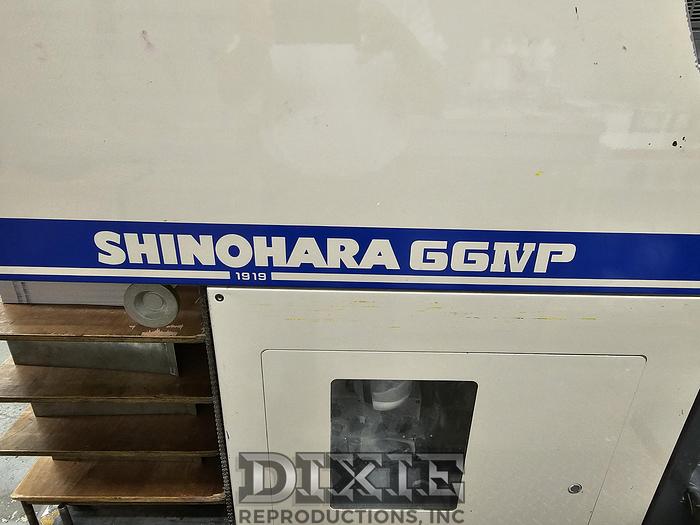 SHINOHARA 66IVP
1919
DIXIE
REPRODUCTIONS, INC